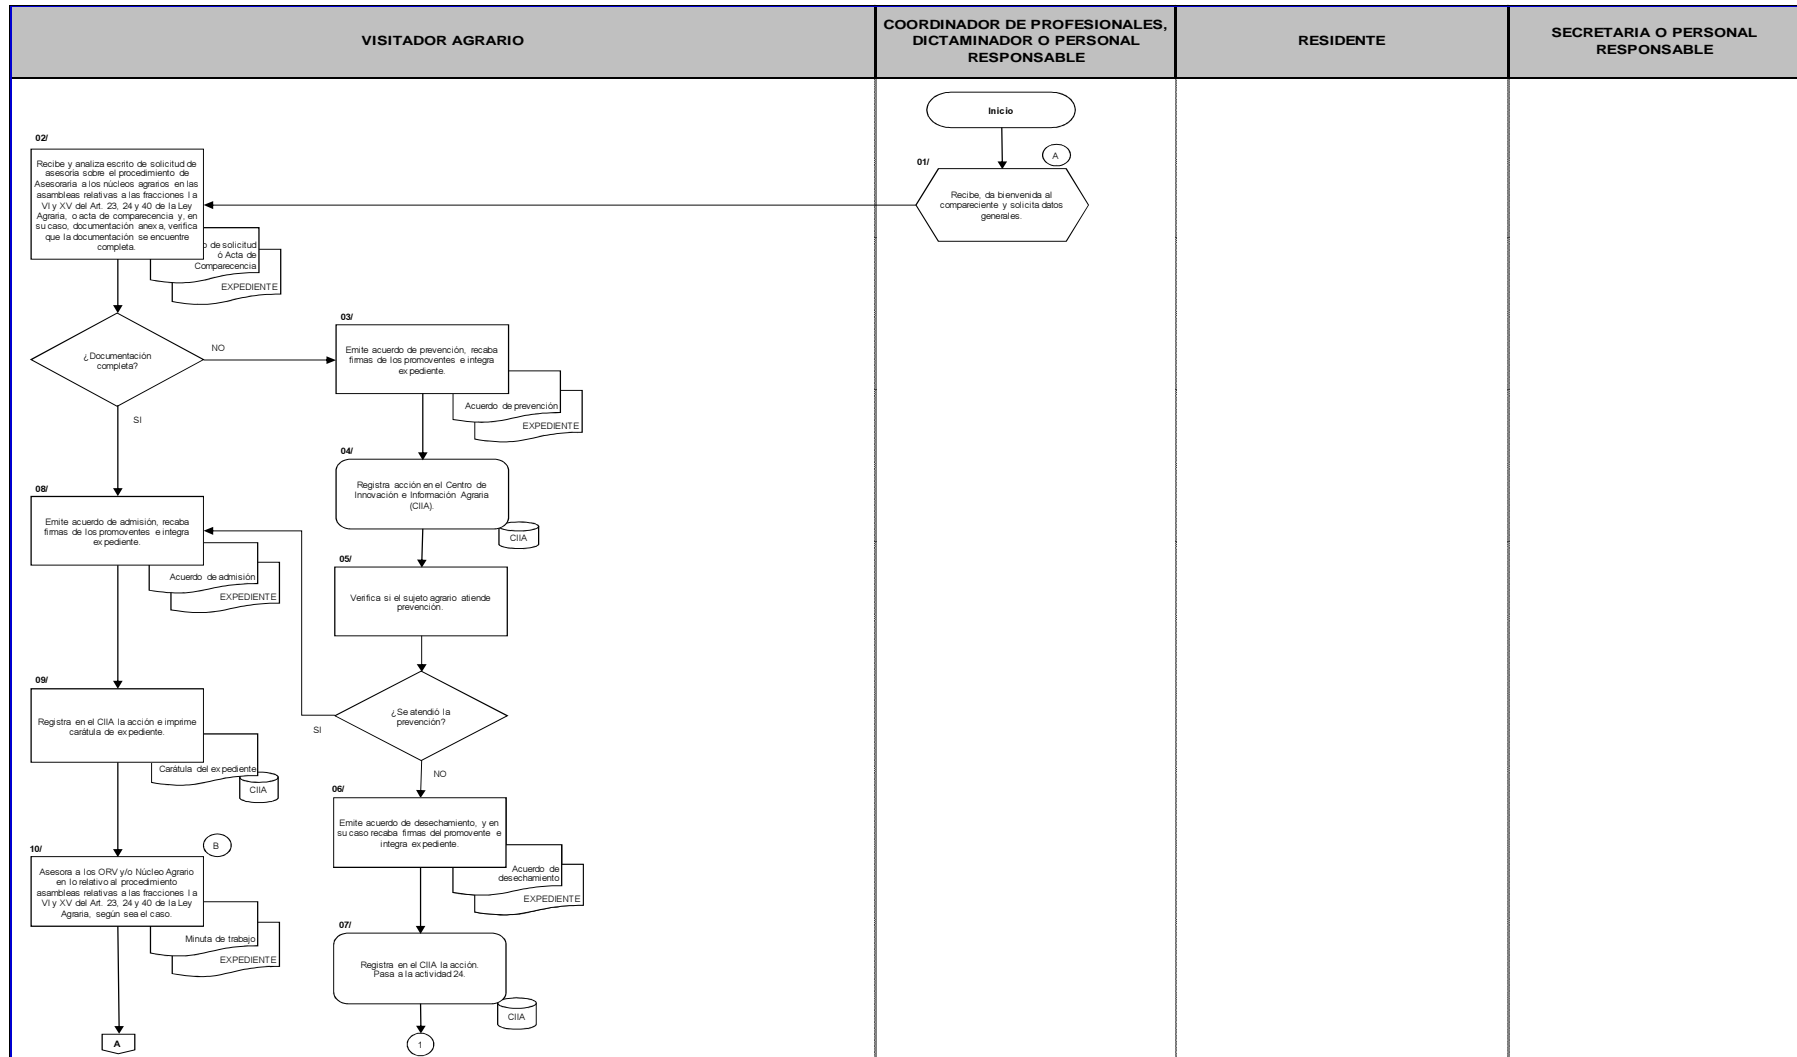 VISITADOR AGRARIO
COORDINADOR DE PROFESIONALES,
DICTAMINADOR O PERSONAL
RESPONSABLE
RESIDENTE
SECRETARIA O PERSONAL
RESPONSABLE
Inicio
A
01/
Recibe, da bienvenida al
compareciente y solicita datos
generales.
02/
Recibe y analiza escrito de solicitud de
asesoría sobre el procedimiento de
Asesoraría a los núcleos agrarios en las
asambleas relativas a las fracciones I a
VI y XV del Art. 23, 24 y 40 de la Ley
Agraria, o acta de comparecencia y, en
su caso, documentación anexa, verifica
que la documentación se encuentre
completa.
o de solicitud
ó Acta de
Comparecencia
EXPEDIENTE
¿Documentación
completa?
NO
SI
03/
Emite acuerdo de prevención, recaba
firmas de los promoventes e integra
expediente.
Acuerdo de prevención
EXPEDIENTE
04/
Registra acción en el Centro de
Innovación e Información Agraria
(CIIA).
CIIA
05/
Verifica si el sujeto agrario atiende
prevención.
¿Se atendió la
prevención?
SI
NO
06/
Emite acuerdo de desechamiento, y en
su caso recaba firmas del promovente e
integra expediente.
Acuerdo de
desechamiento
EXPEDIENTE
07/
Registra en el CIIA la acción.
Pasa a la actividad 24.
CIIA
1
08/
Emite acuerdo de admisión, recaba
firmas de los promoventes e integra
expediente.
Acuerdo de admisión
EXPEDIENTE
09/
Registra en el CIIA la acción e imprime
carátula de expediente.
Carátula del expediente
CIIA
B
10/
Asesora a los ORV y/o Núcleo Agrario
en lo relativo al procedimiento
asambleas relativas a las fracciones I a
VI y XV del Art. 23, 24 y 40 de la Ley
Agraria, según sea el caso.
Minuta de trabajo
EXPEDIENTE
A